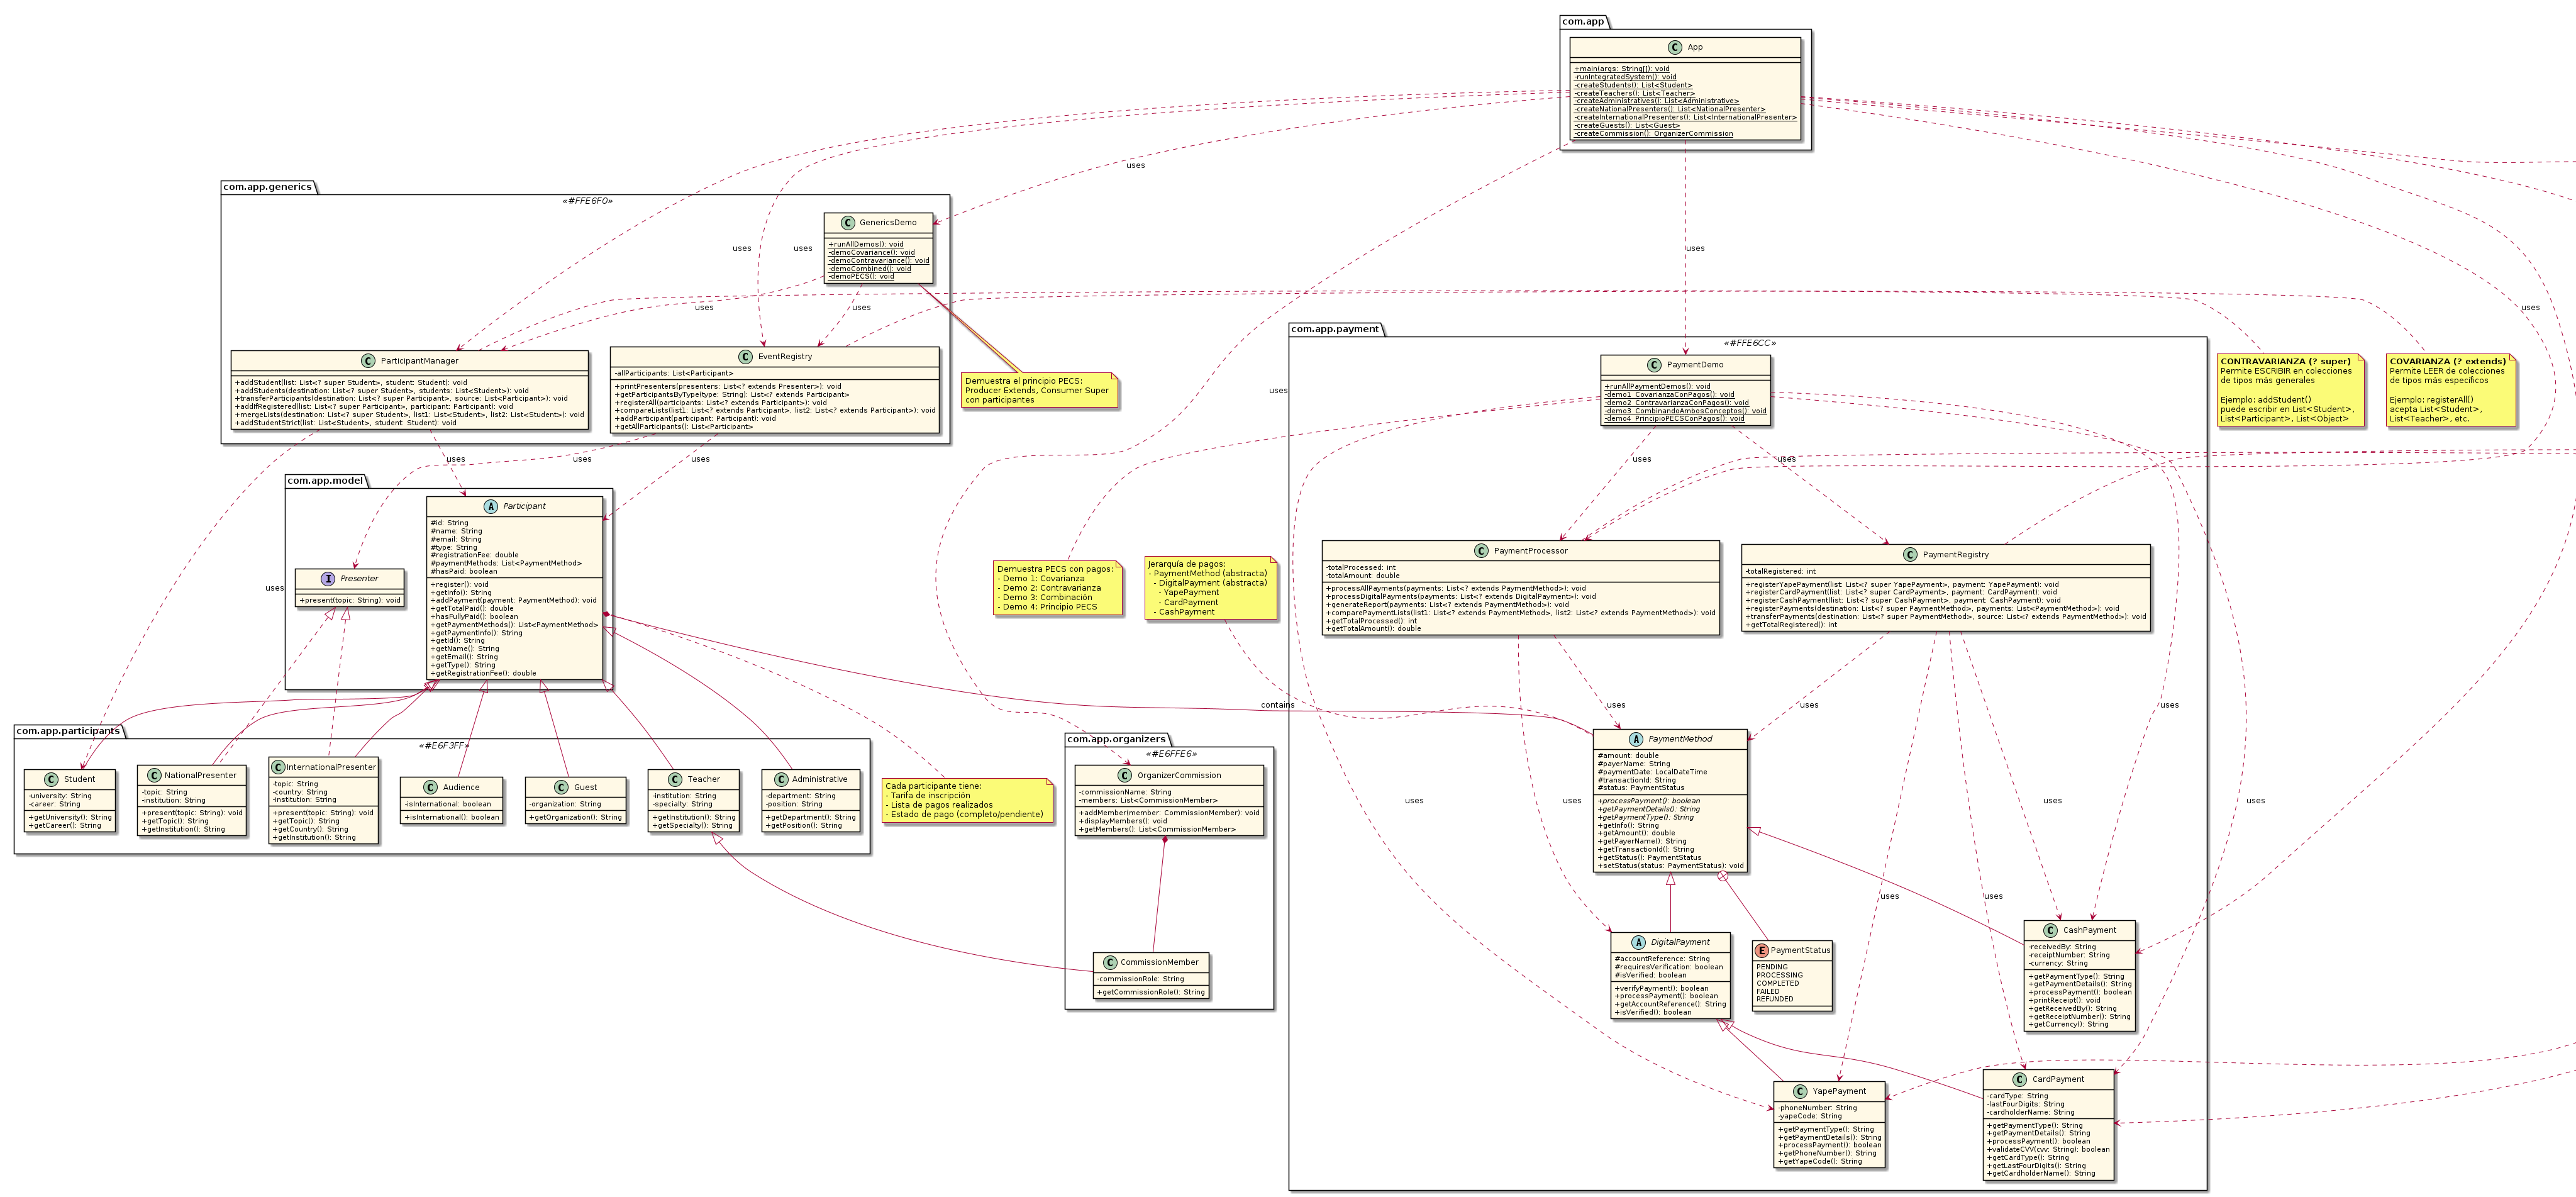 com.app
App
+main(args: String[]): void
-runIntegratedSystem(): void
-createStudents(): List<Student>
-createTeachers(): List<Teacher>
-createAdministratives(): List<Administrative>
-createNationalPresenters(): List<NationalPresenter>
-createInternationalPresenters(): List<InternationalPresenter>
-createGuests(): List<Guest>
-createCommission(): OrganizerCommission
uses
uses
uses
uses
uses
uses
com.app.generics
«#FFE6F0»
GenericsDemo
+runAllDemos(): void
-demoCovariance(): void
-demoContravariance(): void
-demoCombined(): void
-demoPECS(): void
uses
uses
ParticipantManager
+addStudent(list: List<? super Student>, student: Student): void
+addStudents(destination: List<? super Student>, students: List<Student>): void
+transferParticipants(destination: List<? super Participant>, source: List<Participant>): void
+addIfRegistered(list: List<? super Participant>, participant: Participant): void
+mergeLists(destination: List<? super Student>, list1: List<Student>, list2: List<Student>): void
+addStudentStrict(list: List<Student>, student: Student): void
EventRegistry
-allParticipants: List<Participant>
+printPresenters(presenters: List<? extends Presenter>): void
+getParticipantsByType(type: String): List<? extends Participant>
+registerAll(participants: List<? extends Participant>): void
+compareLists(list1: List<? extends Participant>, list2: List<? extends Participant>): void
+addParticipant(participant: Participant): void
+getAllParticipants(): List<Participant>
Demuestra el principio PECS:
Producer Extends, Consumer Super
con participantes
CONTRAVARIANZA (? super)
Permite ESCRIBIR en colecciones
de tipos más generales
Ejemplo: addStudent()
puede escribir en List<Student>,
List<Participant>, List<Object>
COVARIANZA (? extends)
Permite LEER de colecciones
de tipos más específicos
Ejemplo: registerAll()
acepta List<Student>,
List<Teacher>, etc.
uses
uses
uses
uses
com.app.model
Participant
#id: String
#name: String
#email: String
#type: String
#registrationFee: double
#paymentMethods: List<PaymentMethod>
#hasPaid: boolean
+register(): void
+getInfo(): String
+addPayment(payment: PaymentMethod): void
+getTotalPaid(): double
+hasFullyPaid(): boolean
+getPaymentMethods(): List<PaymentMethod>
+getPaymentInfo(): String
+getId(): String
+getName(): String
+getEmail(): String
+getType(): String
+getRegistrationFee(): double
Presenter
+present(topic: String): void
contains
com.app.participants
«#E6F3FF»
Student
-university: String
-career: String
+getUniversity(): String
+getCareer(): String
NationalPresenter
-topic: String
-institution: String
+present(topic: String): void
+getTopic(): String
+getInstitution(): String
InternationalPresenter
-topic: String
-country: String
-institution: String
+present(topic: String): void
+getTopic(): String
+getCountry(): String
+getInstitution(): String
Audience
-isInternational: boolean
+isInternational(): boolean
Guest
-organization: String
+getOrganization(): String
Teacher
-institution: String
-specialty: String
+getInstitution(): String
+getSpecialty(): String
Administrative
-department: String
-position: String
+getDepartment(): String
+getPosition(): String
Cada participante tiene:
- Tarifa de inscripción
- Lista de pagos realizados
- Estado de pago (completo/pendiente)
com.app.organizers
«#E6FFE6»
OrganizerCommission
-commissionName: String
-members: List<CommissionMember>
+addMember(member: CommissionMember): void
+displayMembers(): void
+getMembers(): List<CommissionMember>
CommissionMember
-commissionRole: String
+getCommissionRole(): String
Demuestra PECS con pagos:
- Demo 1: Covarianza
- Demo 2: Contravarianza
- Demo 3: Combinación
- Demo 4: Principio PECS
Jerarquía de pagos:
- PaymentMethod (abstracta)
- DigitalPayment (abstracta)
- YapePayment
- CardPayment
- CashPayment
com.app.payment
«#FFE6CC»
PaymentDemo
+runAllPaymentDemos(): void
-demo1_CovarianzaConPagos(): void
-demo2_ContravarianzaConPagos(): void
-demo3_CombinandoAmbosConceptos(): void
-demo4_PrincipioPECSConPagos(): void
uses
uses
PaymentProcessor
-totalProcessed: int
-totalAmount: double
+processAllPayments(payments: List<? extends PaymentMethod>): void
+processDigitalPayments(payments: List<? extends DigitalPayment>): void
+generateReport(payments: List<? extends PaymentMethod>): void
+comparePaymentLists(list1: List<? extends PaymentMethod>, list2: List<? extends PaymentMethod>): void
+getTotalProcessed(): int
+getTotalAmount(): double
PaymentRegistry
-totalRegistered: int
+registerYapePayment(list: List<? super YapePayment>, payment: YapePayment): void
+registerCardPayment(list: List<? super CardPayment>, payment: CardPayment): void
+registerCashPayment(list: List<? super CashPayment>, payment: CashPayment): void
+registerPayments(destination: List<? super PaymentMethod>, payments: List<PaymentMethod>): void
+transferPayments(destination: List<? super PaymentMethod>, source: List<? extends PaymentMethod>): void
+getTotalRegistered(): int
uses
uses
uses
PaymentMethod
#amount: double
#payerName: String
#paymentDate: LocalDateTime
#transactionId: String
#status: PaymentStatus
+processPayment(): boolean
+getPaymentDetails(): String
+getPaymentType(): String
+getInfo(): String
+getAmount(): double
+getPayerName(): String
+getTransactionId(): String
+getStatus(): PaymentStatus
+setStatus(status: PaymentStatus): void
uses
uses
uses
uses
uses
uses
DigitalPayment
#accountReference: String
#requiresVerification: boolean
#isVerified: boolean
+verifyPayment(): boolean
+processPayment(): boolean
+getAccountReference(): String
+isVerified(): boolean
PaymentStatus
PENDING
PROCESSING
COMPLETED
FAILED
REFUNDED
CashPayment
-receivedBy: String
-receiptNumber: String
-currency: String
+getPaymentType(): String
+getPaymentDetails(): String
+processPayment(): boolean
+printReceipt(): void
+getReceivedBy(): String
+getReceiptNumber(): String
+getCurrency(): String
YapePayment
-phoneNumber: String
-yapeCode: String
+getPaymentType(): String
+getPaymentDetails(): String
+processPayment(): boolean
+getPhoneNumber(): String
+getYapeCode(): String
CardPayment
-cardType: String
-lastFourDigits: String
-cardholderName: String
+getPaymentType(): String
+getPaymentDetails(): String
+processPayment(): boolean
+validateCVV(cvv: String): boolean
+getCardType(): String
+getLastFourDigits(): String
+getCardholderName(): String